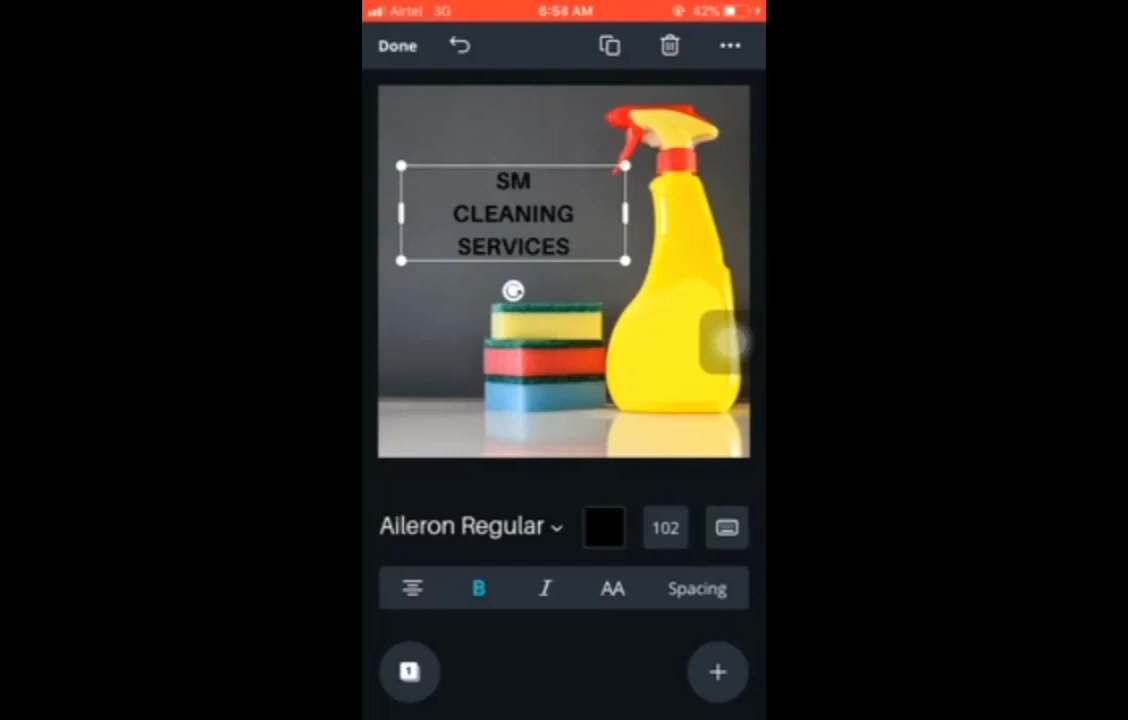 Airtel 3G 6:54 AM 42%
Done
SM
CLEANING
SERVICES
Aileron Regular 102
B I AA Spacing
1